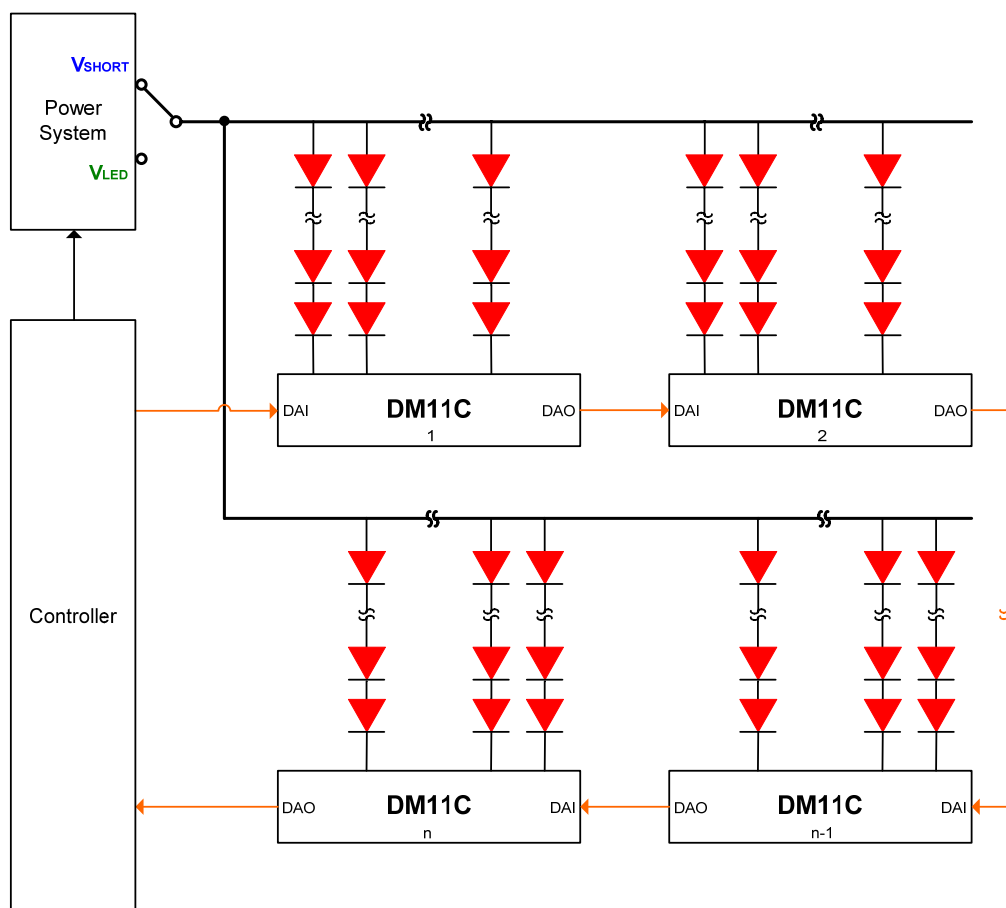 VSHORT
Power
System
VLED
DAI
DM11C
DAO
1
DAI
DM11C
DAO
2
Controller
DAO
DM11C
DAI
n
DAO
DM11C
DAI
n-1